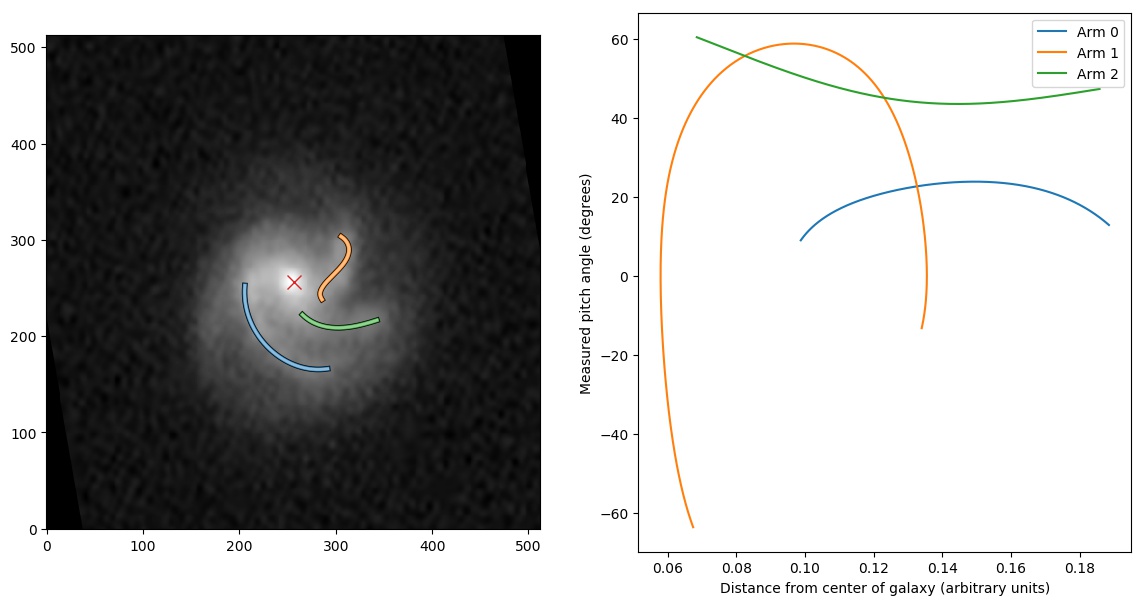 500
400
300
200
100
0
0 100 200 300 400 500
Measured pitch angle (degrees)
60
40
20
0
−20
−40
−60
Arm 0
Arm 1
Arm 2
0.06 0.08 0.10 0.12 0.14 0.16 0.18
Distance from center of galaxy (arbitrary units)